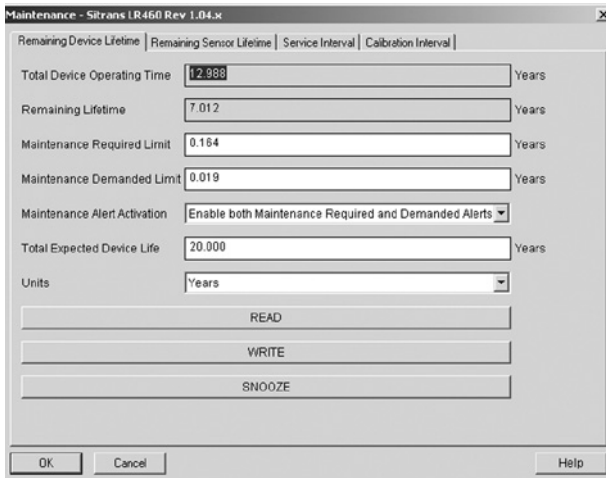 Maintenance - Sitrans LR460 Rev 1.04.x
Remaining Device Lifetime Remaining Sensor Lifetime Service Interval Calibration Interval
Total Device Operating Time 12.988 Years
Remaining Lifetime 7.012 Years
Maintenance Required Limit 0.164 Years
Maintenance Demanded Limit 0.019 Years
Maintenance Alert Activation Enable both Maintenance Required and Demanded Alerts
Total Expected Device Life 20.000 Years
Units Years
READ
WRITE
SNOOZE
OK Cancel Help